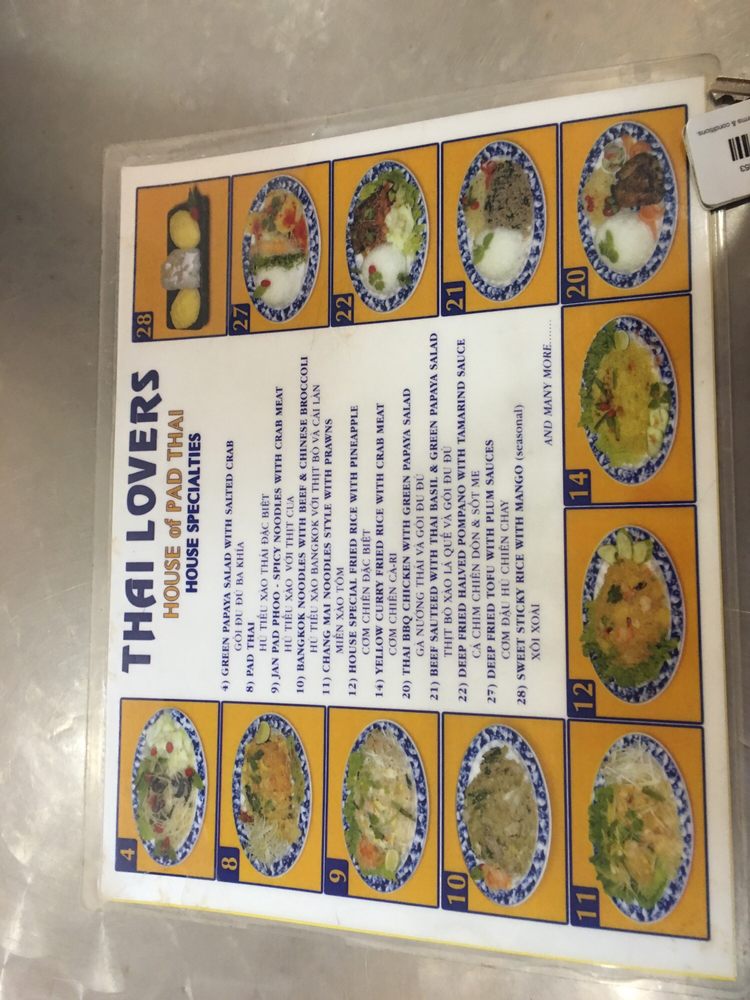 THAI LOVERS
HOUSE of PAD THAI
HOUSE SPECIALTIES
4) GREEN PAPAYA SALAD WITH SALTED CRAB
GỎI ĐU ĐỦ BA KHÍA
8) PAD THAI
HỦ TIẾU XÀO THÁI ĐẶC BIỆT
9) JAN PAD PHOO - SPICY NOODLES WITH CRAB MEAT
HỦ TIẾU XÀO VỚI THỊT CUA
10) BANGKOK NOODLES WITH BEEF & CHINESE BROCCOLI
HỦ TIẾU XÀO BANGKOK VỚI THỊT BÒ VÀ CẢI LÀN
11) CHANG MAI NOODLES STYLE WITH PRAWNS
MIẾN XÀO TÔM
12) HOUSE SPECIAL FRIED RICE WITH PINEAPPLE
CƠM CHIÊN ĐẶC BIỆT
14) YELLOW CURRY FRIED RICE WITH CRAB MEAT
CƠM CHIÊN CÀ-RI
20) THAI BBQ CHICKEN WITH GREEN PAPAYA SALAD
GÀ NƯỚNG THÁI VÀ GỎI ĐU ĐỦ
21) BEEF SAUTEED WITH THAI BASIL & GREEN PAPAYA SALAD
THỊT BÒ XÀO LÁ QUẾ VÀ GỎI ĐU ĐỦ
22) DEEP FRIED HALVED POMPANO WITH TAMARIND SAUCE
CÁ CHIM CHIÊN DÒN & SỐT ME
27) DEEP FRIED TOFU WITH PLUM SAUCES
CƠM ĐẬU HỦ CHIÊN CHAY
28) SWEET STICKY RICE WITH MANGO (seasonal)
XÔI XOÀI
AND MANY MORE.......
28
27
22
21
20
14
12
4
8
9
10
11
& conditions
53